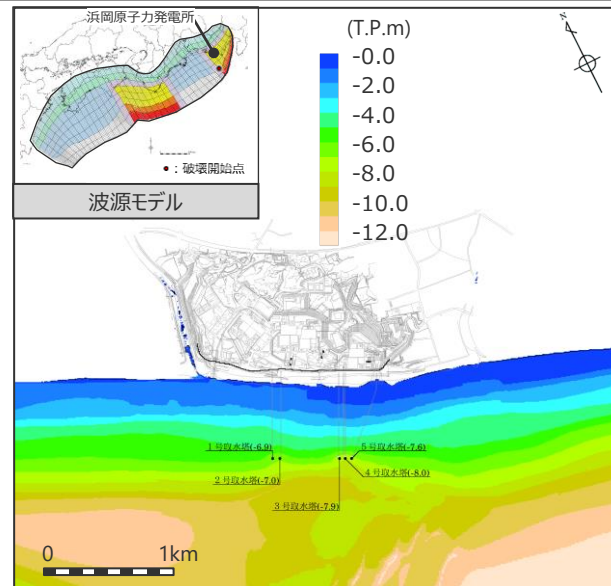 浜岡原子力発電所
●：破壊開始点
波源モデル
(T.P.m)
-0.0
-2.0
-4.0
-6.0
-8.0
-10.0
-12.0
N
1号取水塔(-6.9)
5号取水塔(-7.6)
2号取水塔(-7.0)
4号取水塔(-8.0)
3号取水塔(-7.9)
0
1km